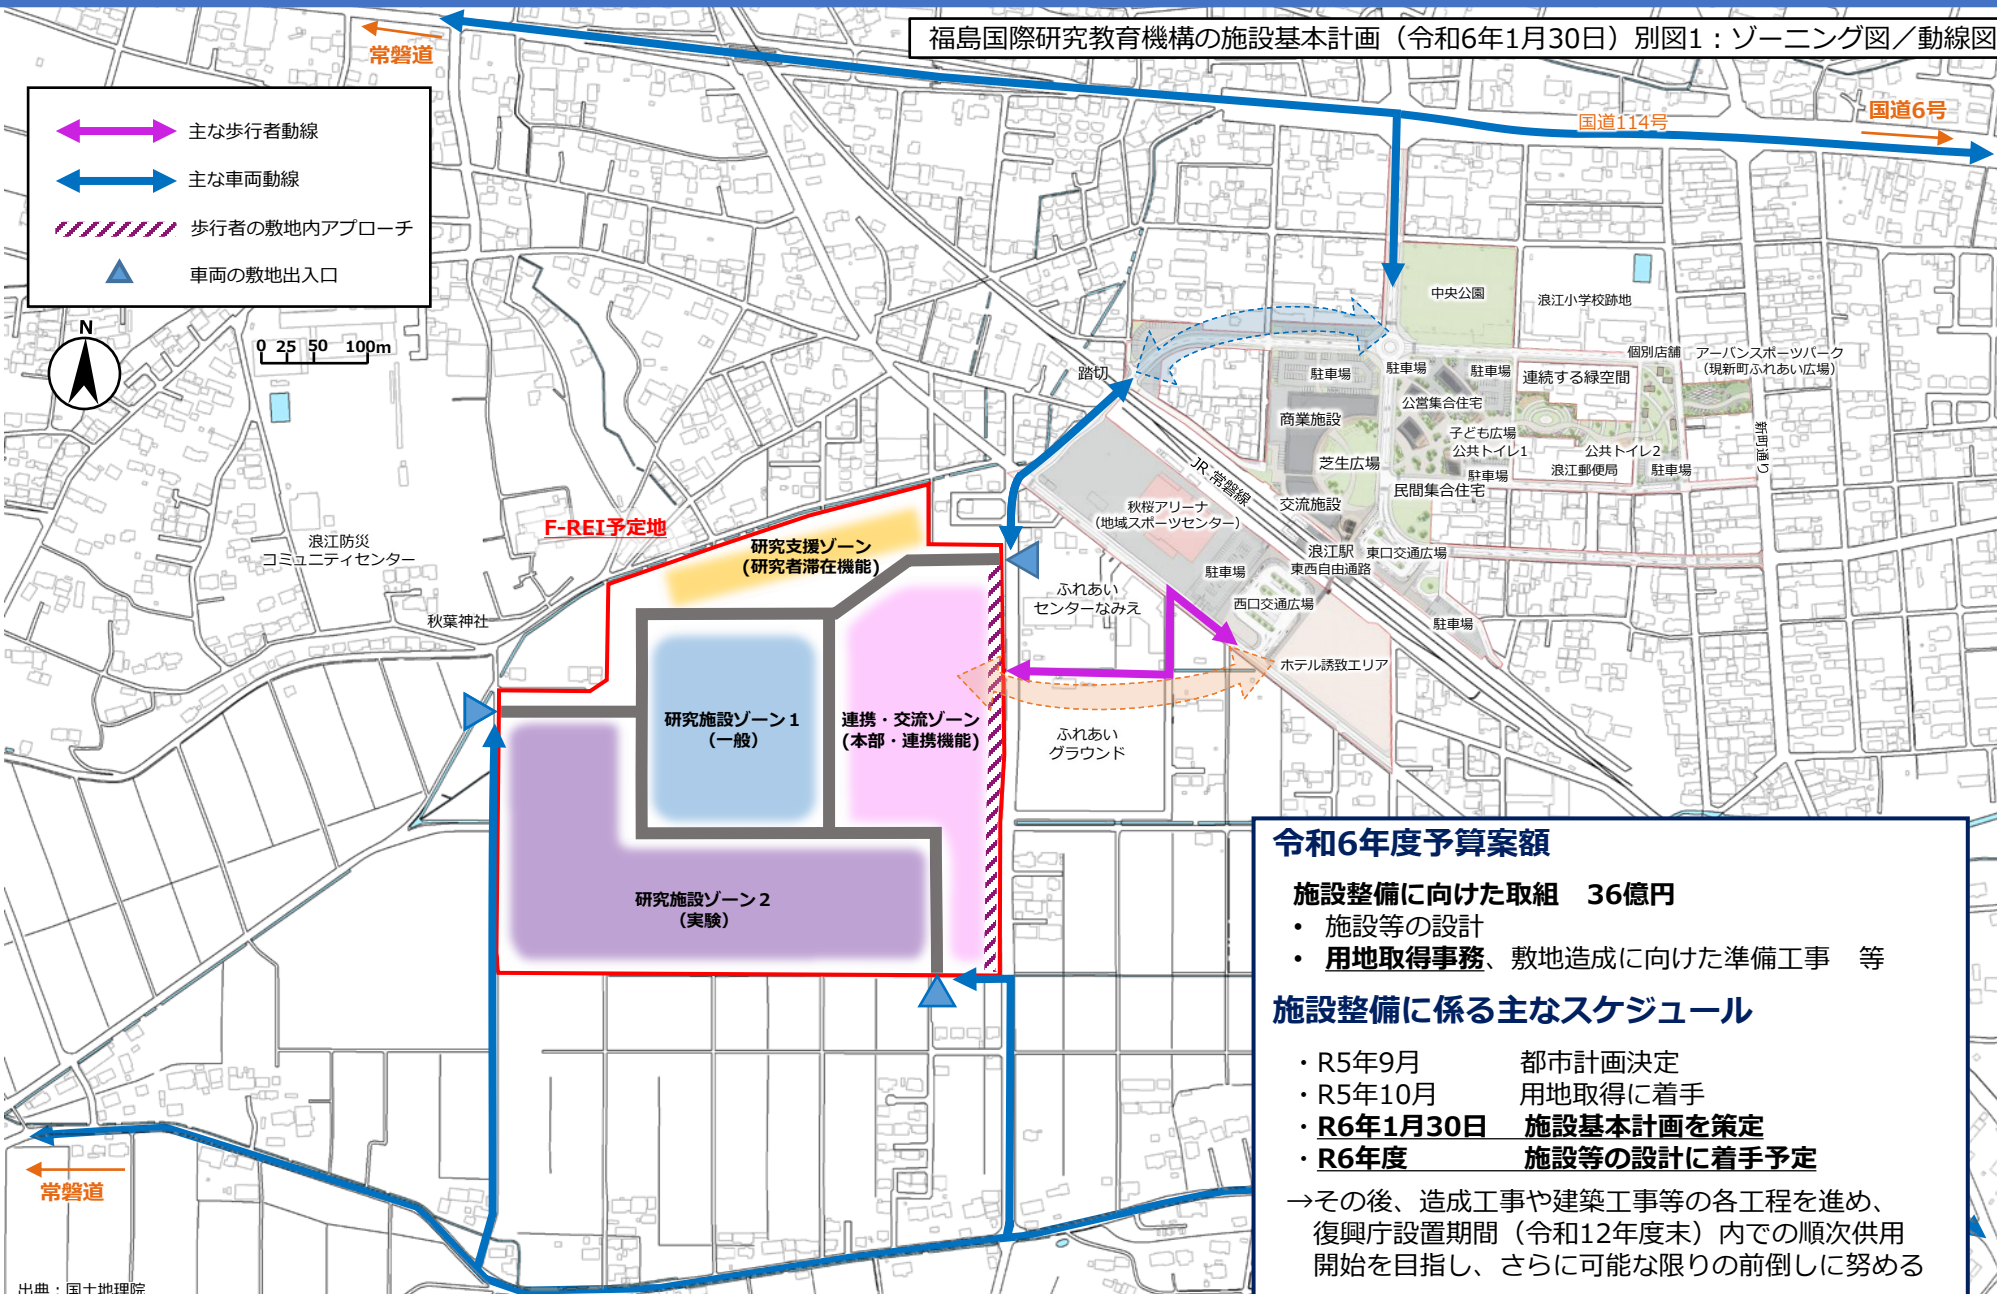 福島国際研究教育機構の施設基本計画（令和6年1月30日）別図1：ゾーニング図／動線図
常磐道
国道6号
国道114号
主な歩行者動線
主な車両動線
歩行者の敷地内アプローチ
車両の敷地出入口
N
0 25 50 100m
中央公園
浪江小学校跡地
踏切
駐車場
駐車場
駐車場
個別店舗
アーバンスポーツパーク
（現新町ふれあい広場）
連続する緑空間
公営集合住宅
商業施設
子ども広場
公共トイレ1
公共トイレ2
新町通り
芝生広場
浪江郵便局
駐車場
駐車場
JR 常磐線
民間集合住宅
交流施設
秋桜アリーナ
（地域スポーツセンター）
F-REI予定地
浪江防災
コミュニティセンター
研究支援ゾーン
(研究者滞在機能)
浪江駅
東西自由通路
東口交通広場
駐車場
ふれあい
センターなみえ
西口交通広場
秋葉神社
駐車場
ホテル誘致エリア
研究施設ゾーン1
（一般）
連携・交流ゾーン
(本部・連携機能)
ふれあい
グラウンド
研究施設ゾーン2
（実験）
令和6年度予算案額
施設整備に向けた取組　36億円
• 施設等の設計
• 用地取得事務、敷地造成に向けた準備工事　等
施設整備に係る主なスケジュール
・R5年9月　都市計画決定
・R5年10月　用地取得に着手
・R6年1月30日　施設基本計画を策定
・R6年度　施設等の設計に着手予定
→その後、造成工事や建築工事等の各工程を進め、
復興庁設置期間（令和12年度末）内での順次供用
開始を目指し、さらに可能な限りの前倒しに努める
常磐道
出典：国土地理院